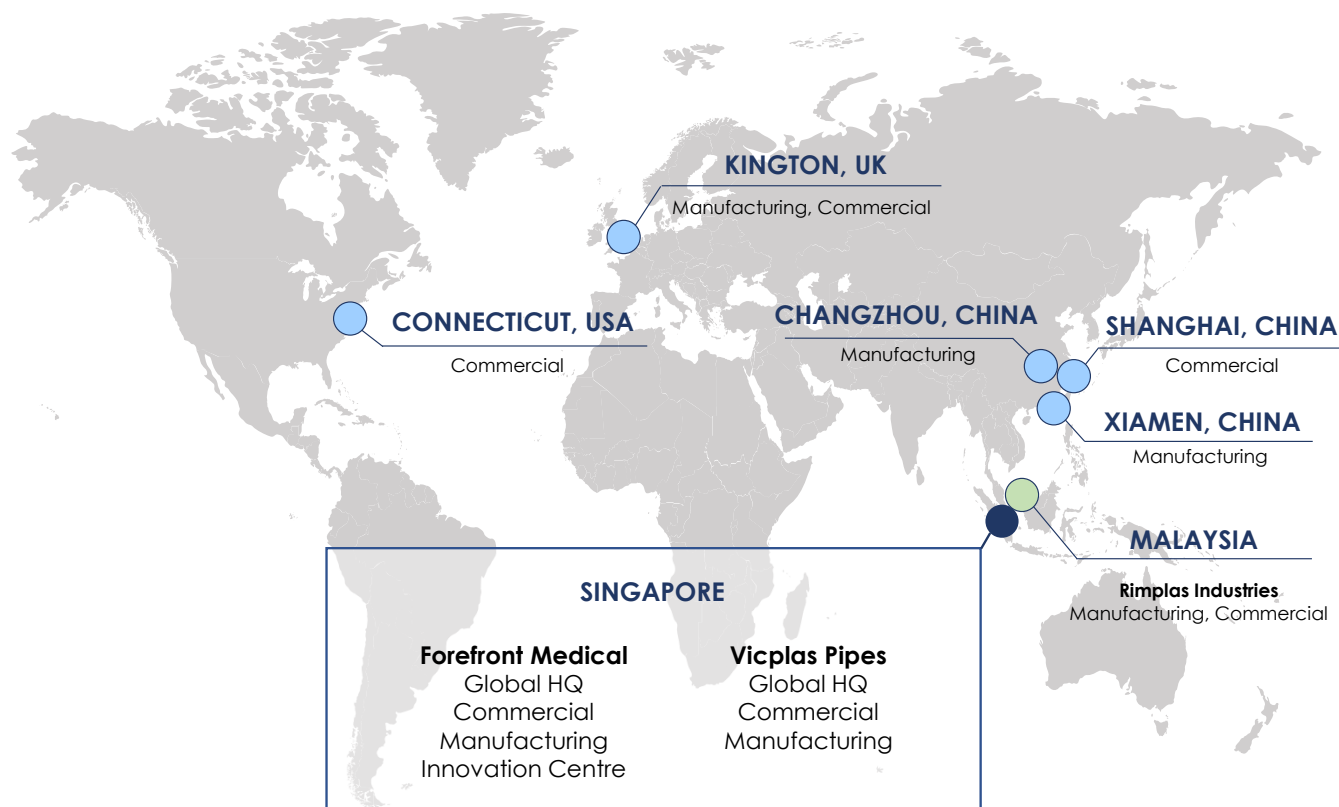 KINGTON, UK
Manufacturing, Commercial
CONNECTICUT, USA
Commercial
CHANGZHOU, CHINA
Manufacturing
SHANGHAI, CHINA
Commercial
XIAMEN, CHINA
Manufacturing
MALAYSIA
Rimplas Industries
Manufacturing, Commercial
SINGAPORE
Forefront Medical
Global HQ
Commercial
Manufacturing
Innovation Centre
Vicplas Pipes
Global HQ
Commercial
Manufacturing